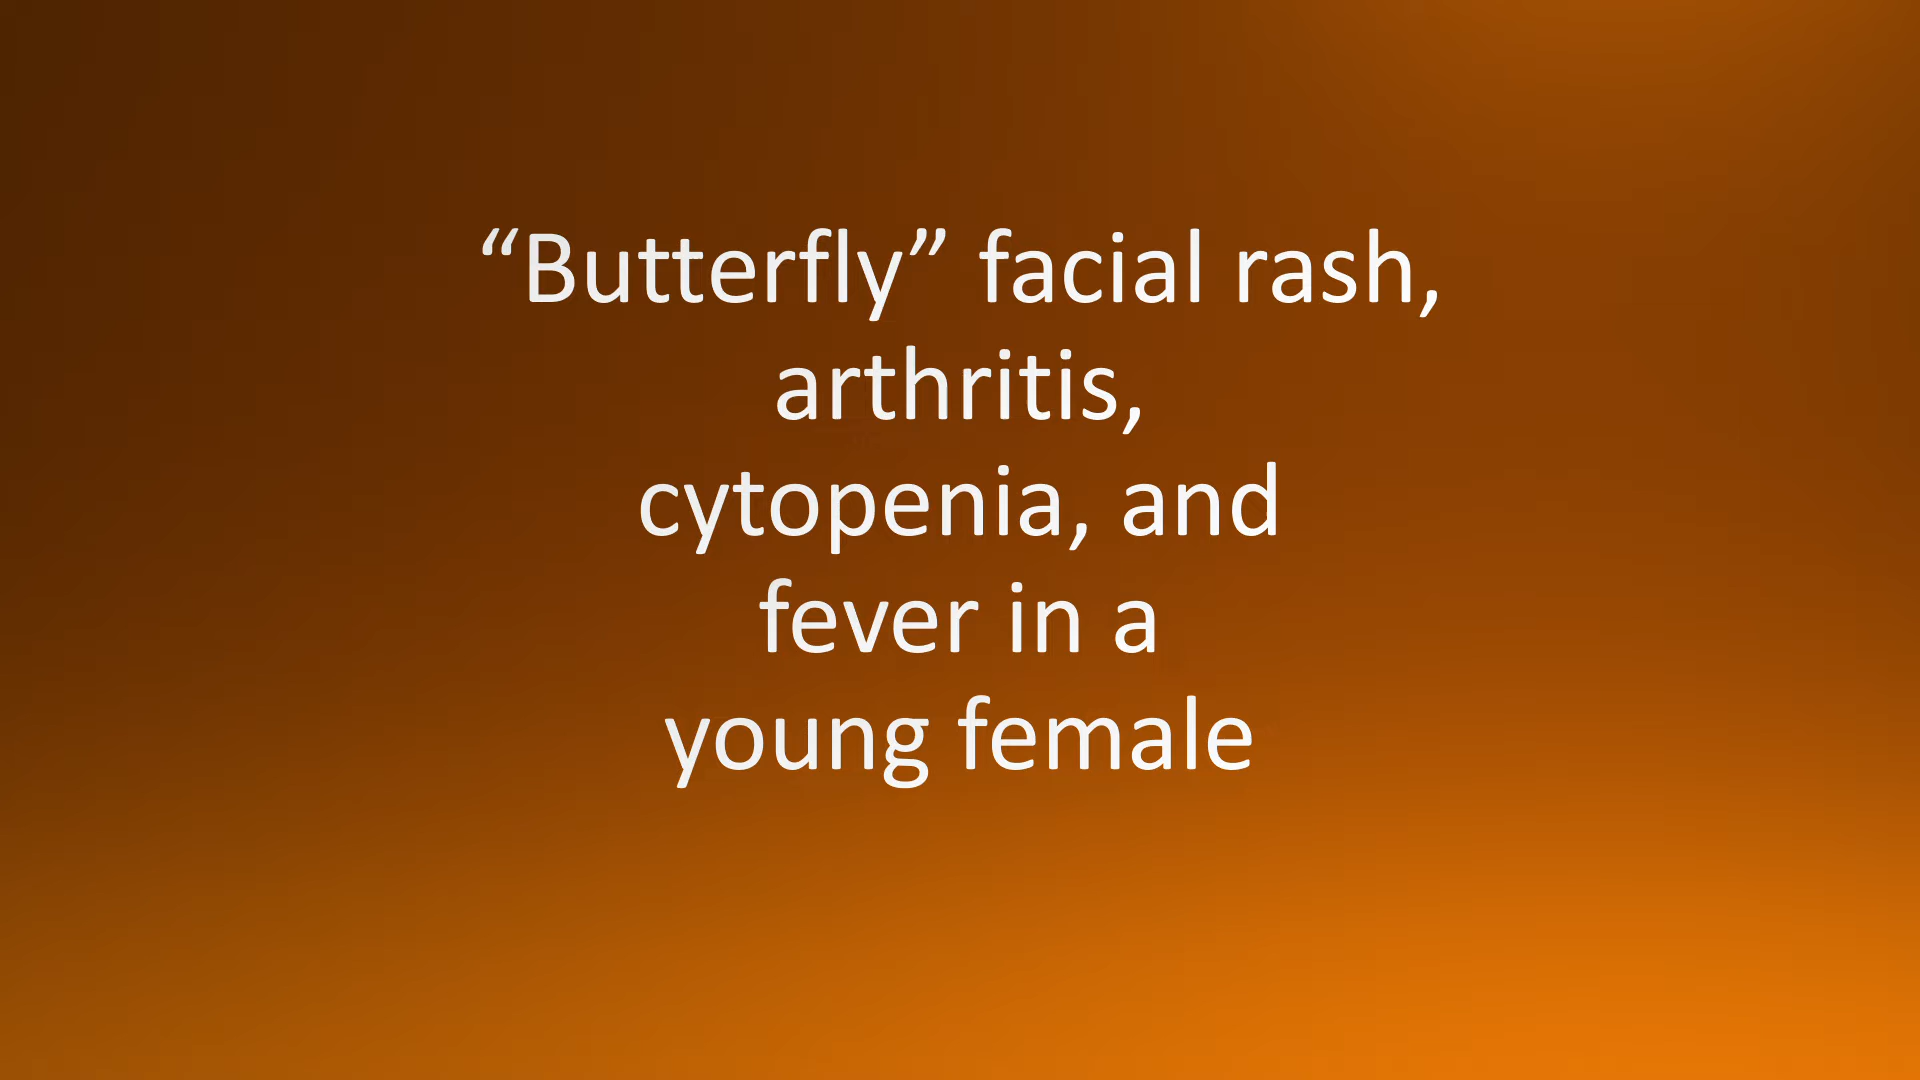 “Butterfly” facial rash,
arthritis,
cytopenia, and
fever in a
young female